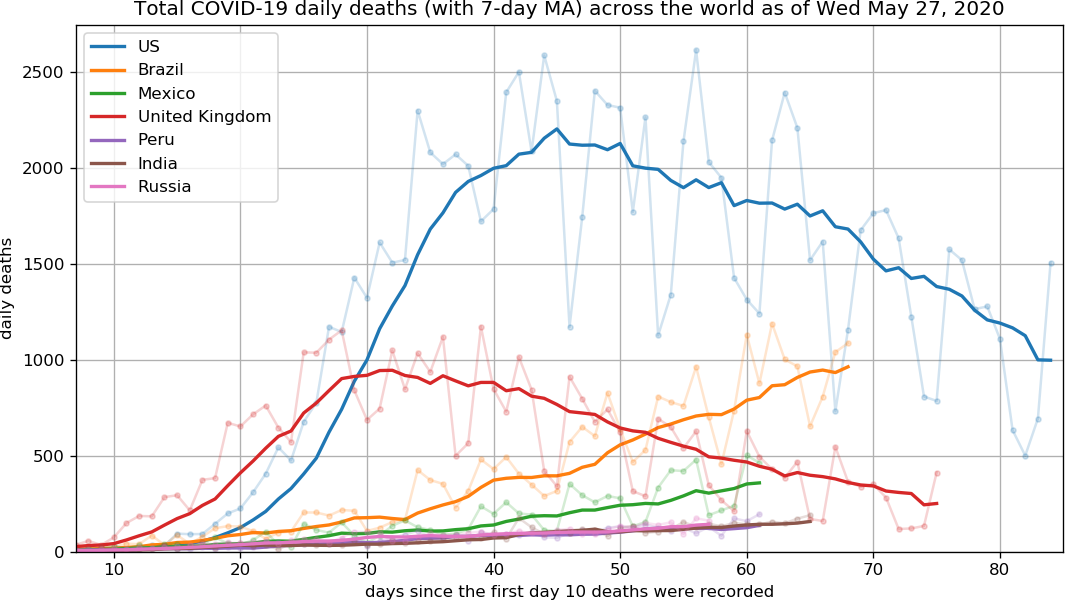 Total COVID-19 daily deaths (with 7-day MA) across the world as of Wed May 27, 2020
US
Brazil
Mexico
United Kingdom
Peru
India
Russia
daily deaths
2500
2000
1500
1000
500
0
10 20 30 40 50 60 70 80
days since the first day 10 deaths were recorded